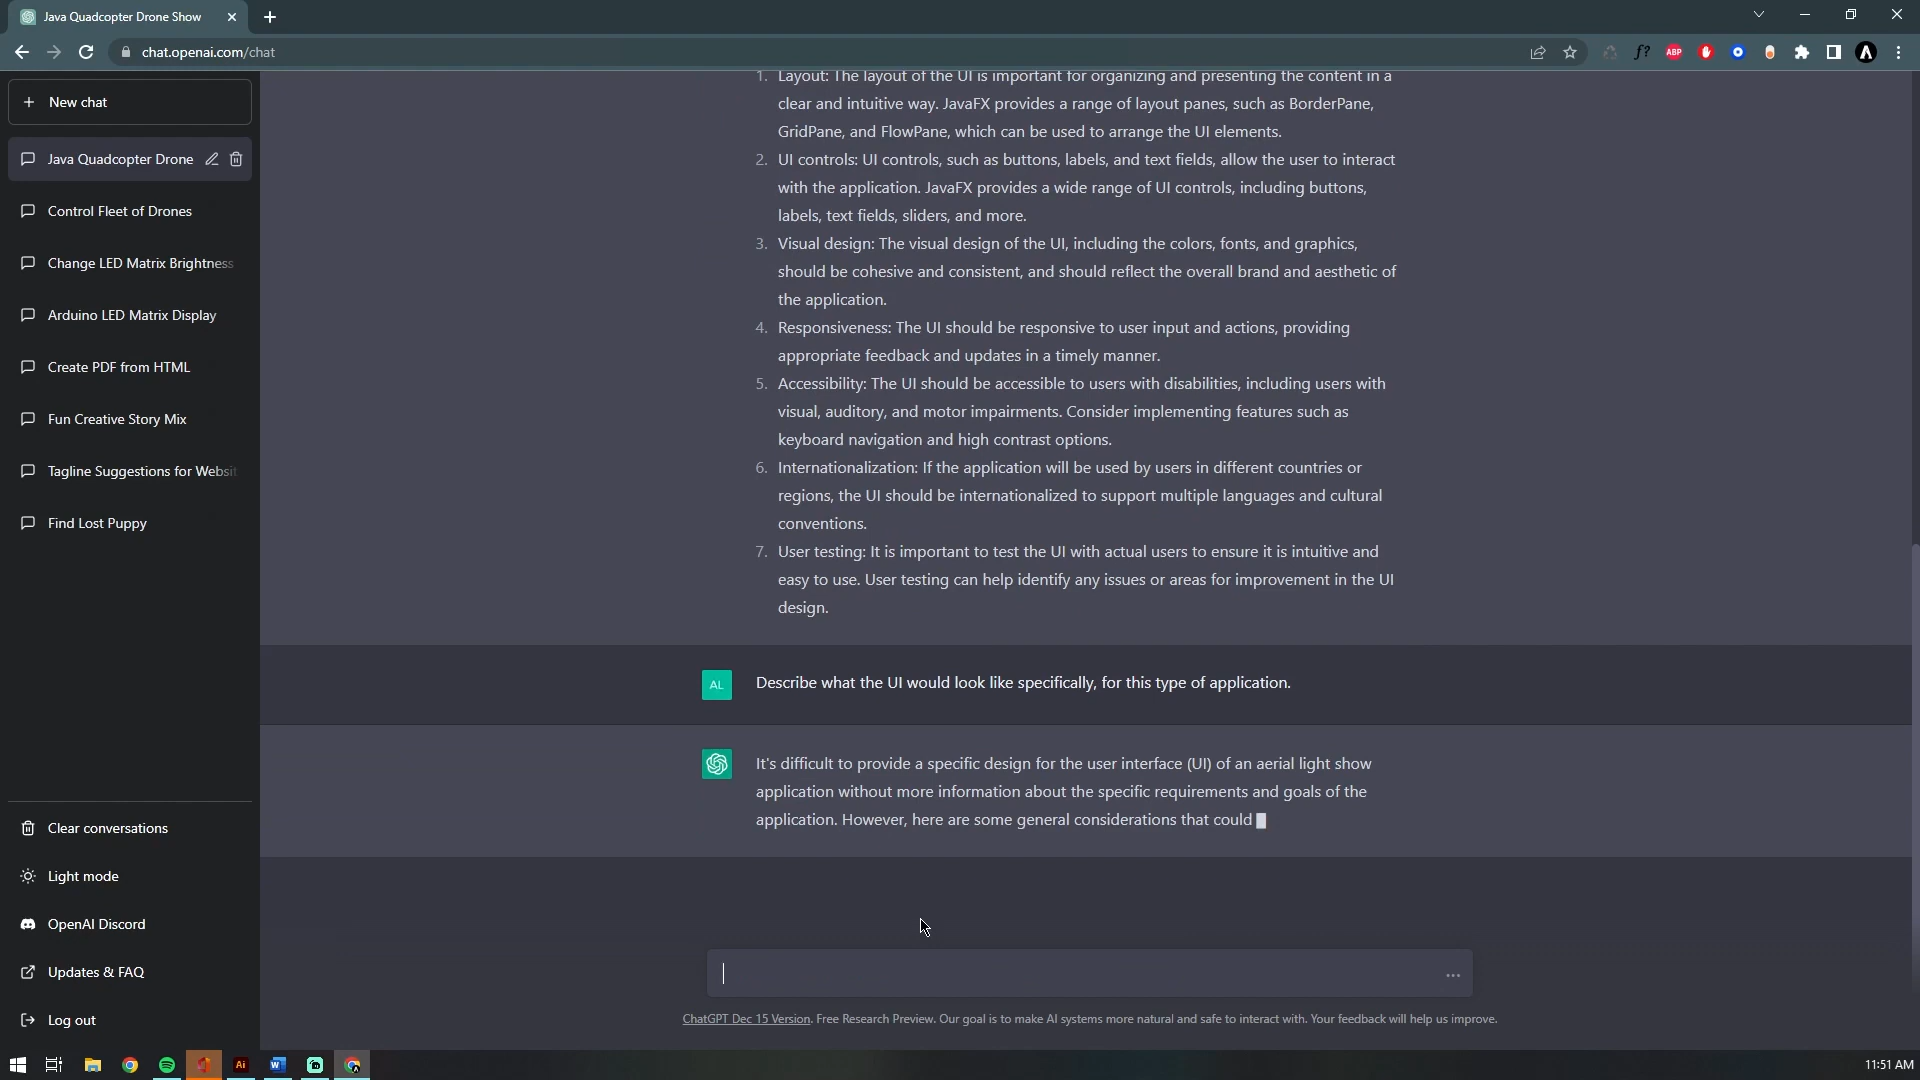 Java Quadcopter Drone Show
chat.openai.com/chat
f?
ABP
New chat
Java Quadcopter Drone
Control Fleet of Drones
Change LED Matrix Brightness
Arduino LED Matrix Display
Create PDF from HTML
Fun Creative Story Mix
Tagline Suggestions for Websit
Find Lost Puppy
Clear conversations
Light mode
OpenAI Discord
Updates & FAQ
Log out
1. Layout: The layout of the UI is important for organizing and presenting the content in a
clear and intuitive way. JavaFX provides a range of layout panes, such as BorderPane,
GridPane, and FlowPane, which can be used to arrange the UI elements.
2. UI controls: UI controls, such as buttons, labels, and text fields, allow the user to interact
with the application. JavaFX provides a wide range of UI controls, including buttons,
labels, text fields, sliders, and more.
3. Visual design: The visual design of the UI, including the colors, fonts, and graphics,
should be cohesive and consistent, and should reflect the overall brand and aesthetic of
the application.
4. Responsiveness: The UI should be responsive to user input and actions, providing
appropriate feedback and updates in a timely manner.
5. Accessibility: The UI should be accessible to users with disabilities, including users with
visual, auditory, and motor impairments. Consider implementing features such as
keyboard navigation and high contrast options.
6. Internationalization: If the application will be used by users in different countries or
regions, the UI should be internationalized to support multiple languages and cultural
conventions.
7. User testing: It is important to test the UI with actual users to ensure it is intuitive and
easy to use. User testing can help identify any issues or areas for improvement in the UI
design.
AL
Describe what the UI would look like specifically, for this type of application.
It's difficult to provide a specific design for the user interface (UI) of an aerial light show
application without more information about the specific requirements and goals of the
application. However, here are some general considerations that could
ChatGPT Dec 15 Version. Free Research Preview. Our goal is to make AI systems more natural and safe to interact with. Your feedback will help us improve.
Ai
W
11:51 AM